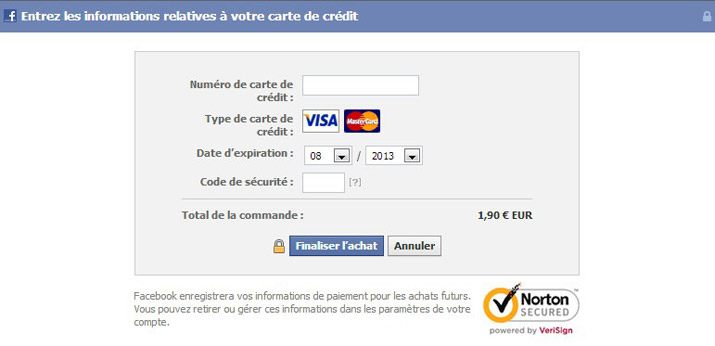 f Entrez les informations relatives à votre carte de crédit
Numéro de carte de
crédit :
Type de carte de
crédit :
VISA MasterCard
Date d'expiration : 08 / 2013
Code de sécurité : [?]
Total de la commande : 1,90 € EUR
Finaliser l'achat Annuler
Facebook enregistrera vos informations de paiement pour les achats futurs.
Vous pouvez retirer ou gérer ces informations dans les paramètres de votre
compte.
Norton
SECURED
powered by VeriSign